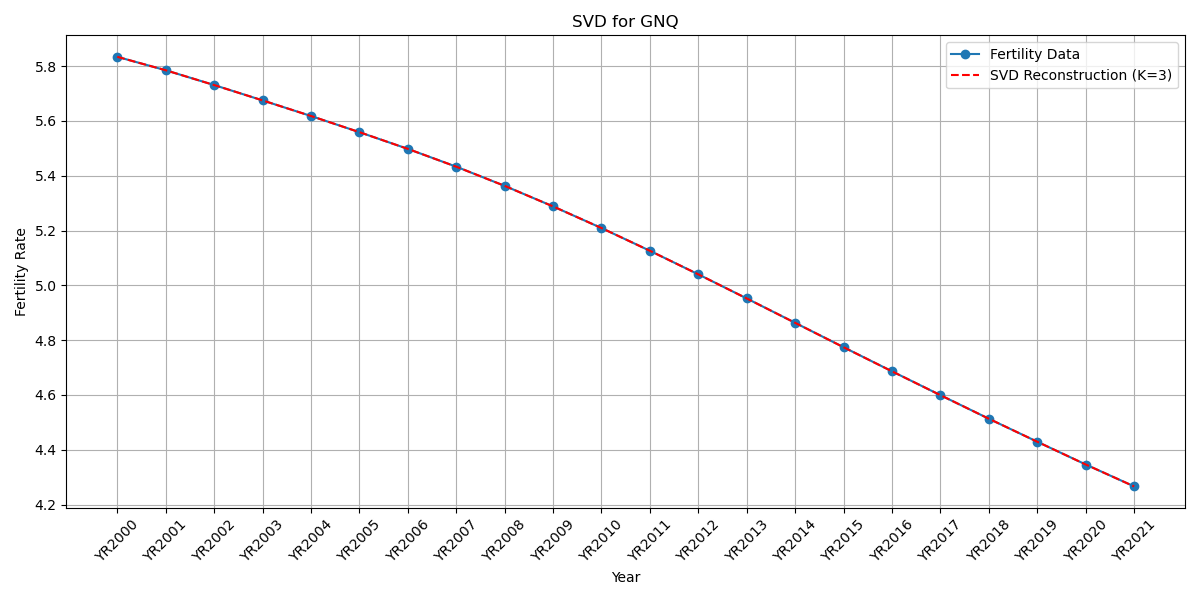 SVD for GNQ
Fertility Data
SVD Reconstruction (K=3)
Fertility Rate
5.8
5.6
5.4
5.2
5.0
4.8
4.6
4.4
4.2
YR2000
YR2001
YR2002
YR2003
YR2004
YR2005
YR2006
YR2007
YR2008
YR2009
YR2010
YR2011
YR2012
YR2013
YR2014
YR2015
YR2016
YR2017
YR2018
YR2019
YR2020
YR2021
Year